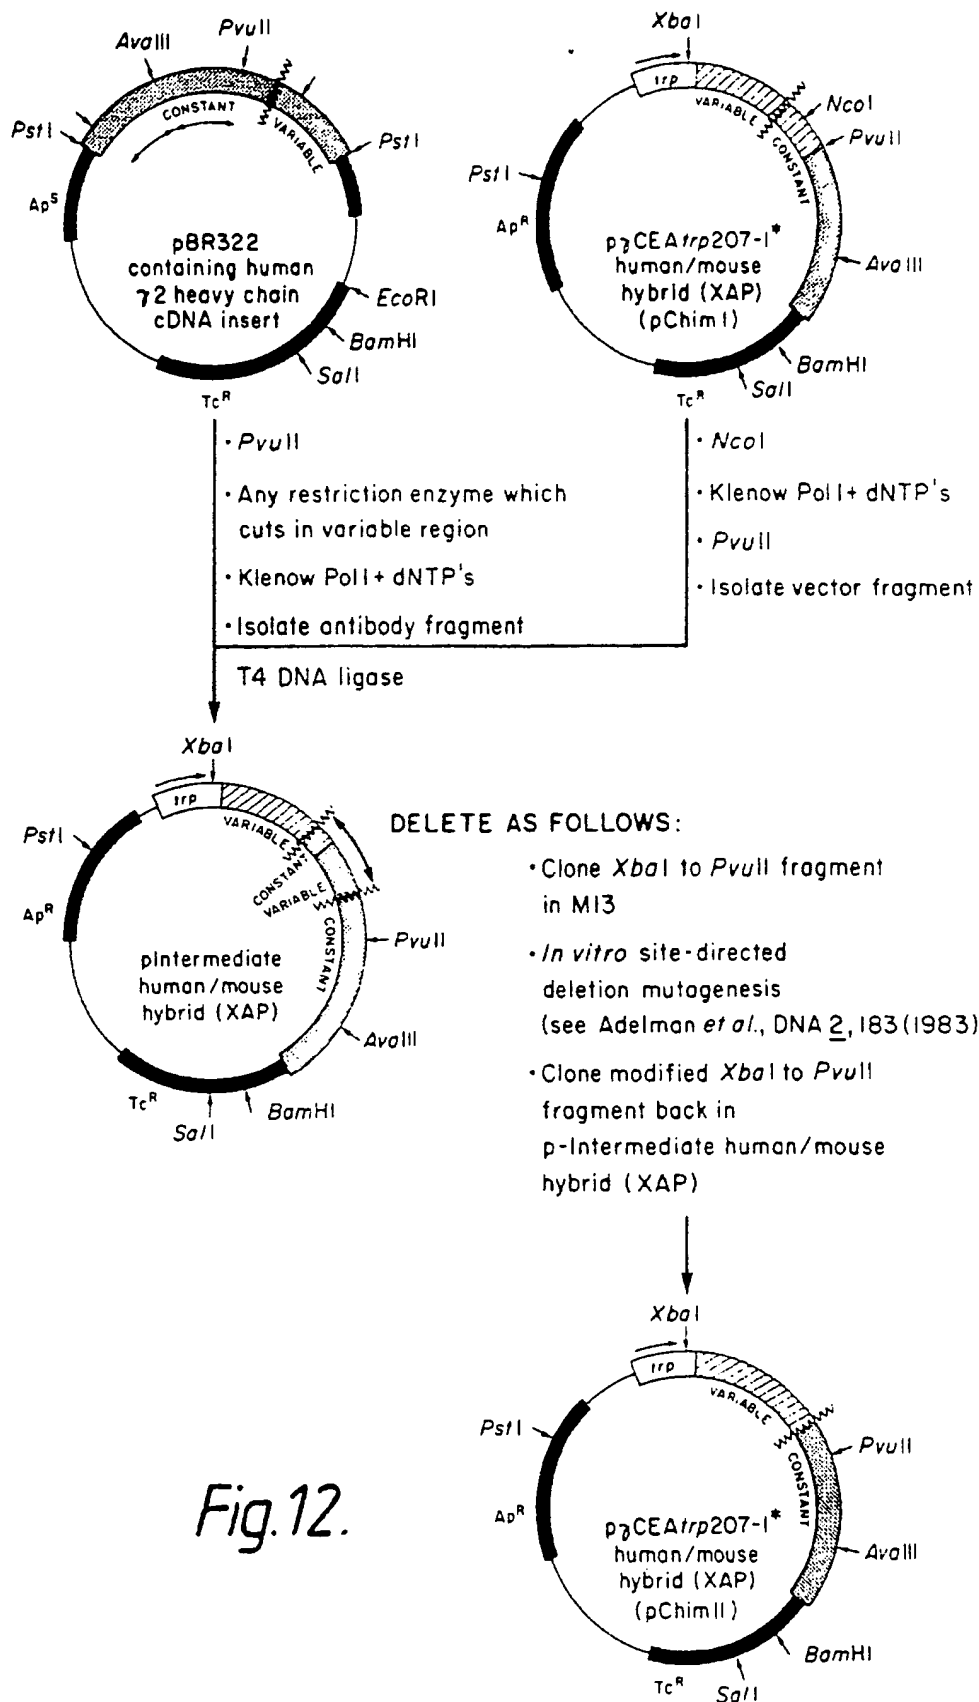 PvuII
AvaIII
PstI
CONSTANT
VARIABLE
PstI
Ap^S
pBR322
containing human
γ2 heavy chain
cDNA insert
EcoRI
BamHI
SalI
Tc^R
XbaI
trp
VARIABLE
NcoI
CONSTANT
PvuII
PstI
Ap^R
pγCEAtrp207-1*
human/mouse
hybrid (XAP)
(pChimI)
AvaIII
BamHI
SalI
Tc^R
· PvuII
· Any restriction enzyme which
cuts in variable region
· Klenow PolI + dNTP's
· Isolate antibody fragment
· NcoI
· Klenow Pol I + dNTP's
· PvuII
· Isolate vector fragment
T4 DNA ligase
XbaI
trp
VARIABLE
PstI
CONSTANT
VARIABLE
Ap^R
CONSTANT
PvuII
pIntermediate
human/mouse
hybrid (XAP)
AvaIII
Tc^R
BamHI
SalI
DELETE AS FOLLOWS:
· Clone XbaI to PvuII fragment
in M13
· In vitro site-directed
deletion mutagenesis
(see Adelman et al., DNA 2, 183 (1983)
· Clone modified XbaI to PvuII
fragment back in
p-Intermediate human/mouse
hybrid (XAP)
XbaI
trp
VARIABLE
PstI
PvuII
CONSTANT
Ap^R
pγCEAtrp207-1*
human/mouse
hybrid (XAP)
(pChimII)
AvaIII
BamHI
Tc^R
SalI
Fig.12.